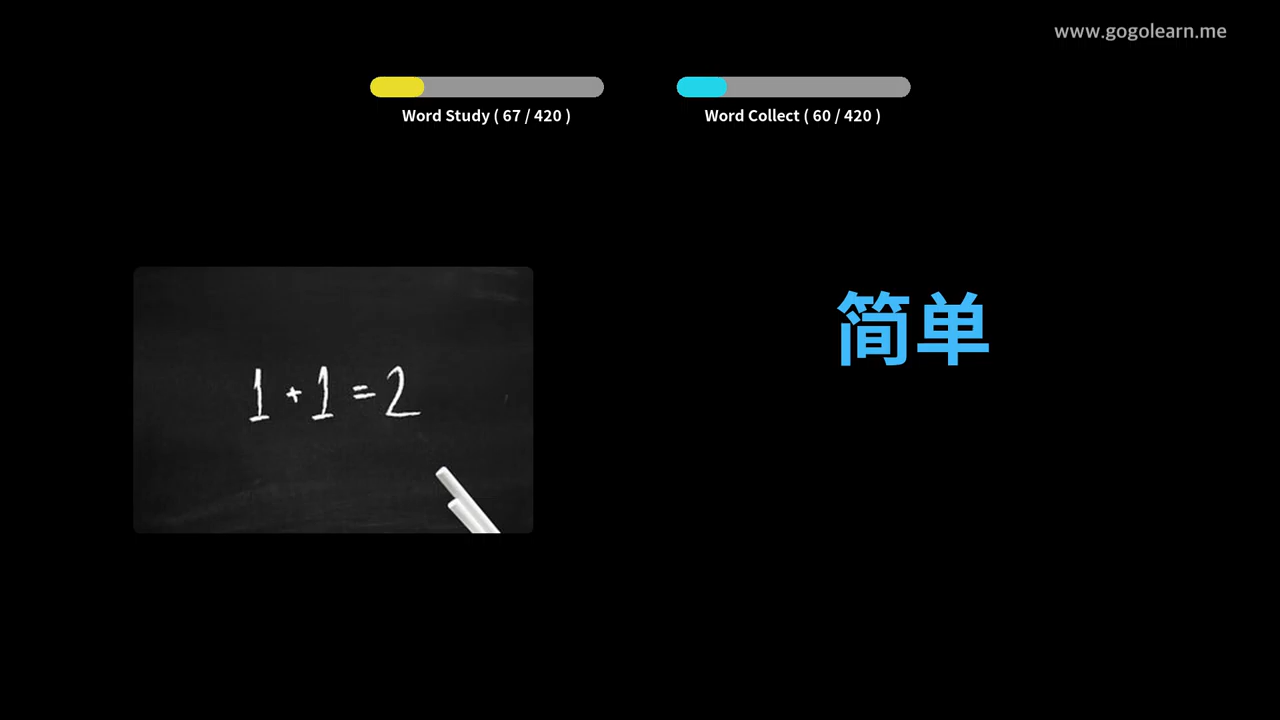 www.gogolearn.me
Word Study ( 67 / 420 )
Word Collect ( 60 / 420 )
1 + 1 = 2
简单